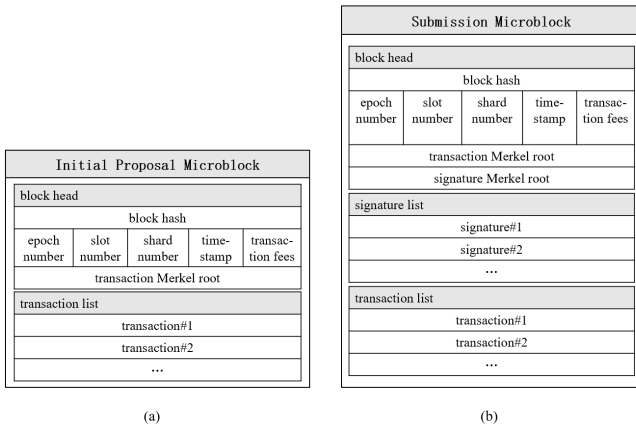 Initial Proposal Microblock
block head
block hash
epoch number
slot number
shard number
time-stamp
transac-tion fees
transaction Merkel root
transaction list
transaction#1
transaction#2
...
(a)
Submission Microblock
block head
block hash
epoch number
slot number
shard number
time-stamp
transac-tion fees
transaction Merkel root
signature Merkel root
signature list
signature#1
signature#2
...
transaction list
transaction#1
transaction#2
...
(b)